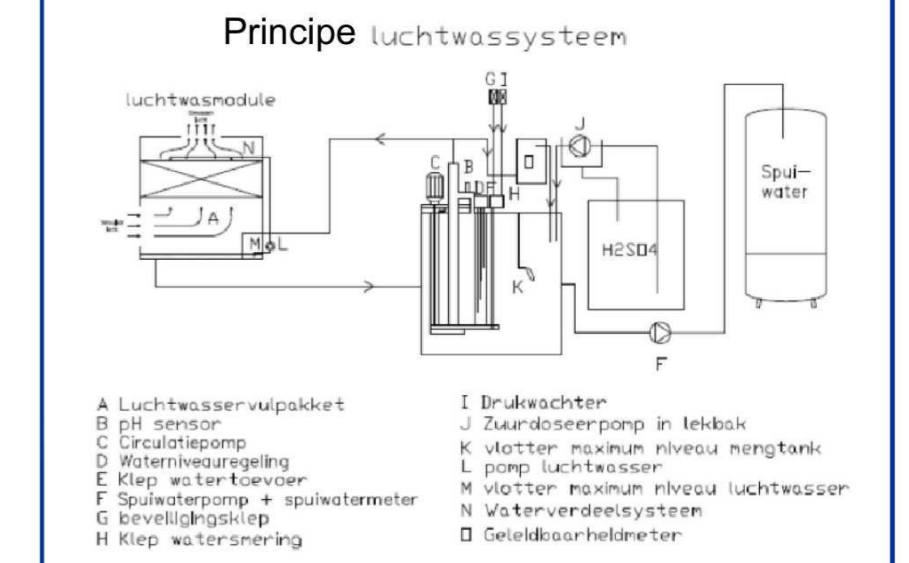 Principe luchtwassysteem
luchtwasmodule
G I
J
N
C
B
D F
H
A
M L
K
H2SO4
Spui-
water
F
A Luchtwasservulpakket
B pH sensor
C Circulatiepomp
D Waterniveauregeling
E Klep watertoevoer
F Spuiwaterpomp + spuiwatermeter
G beveiligingsklep
H Klep watersmering
I Drukwachter
J Zuurdoseerpomp in lekbak
K vlotter maximum niveau mengtank
L pomp luchtwasser
M vlotter maximum niveau luchtwasser
N Waterverdeelsysteem
O Geleidbaarheidmeter